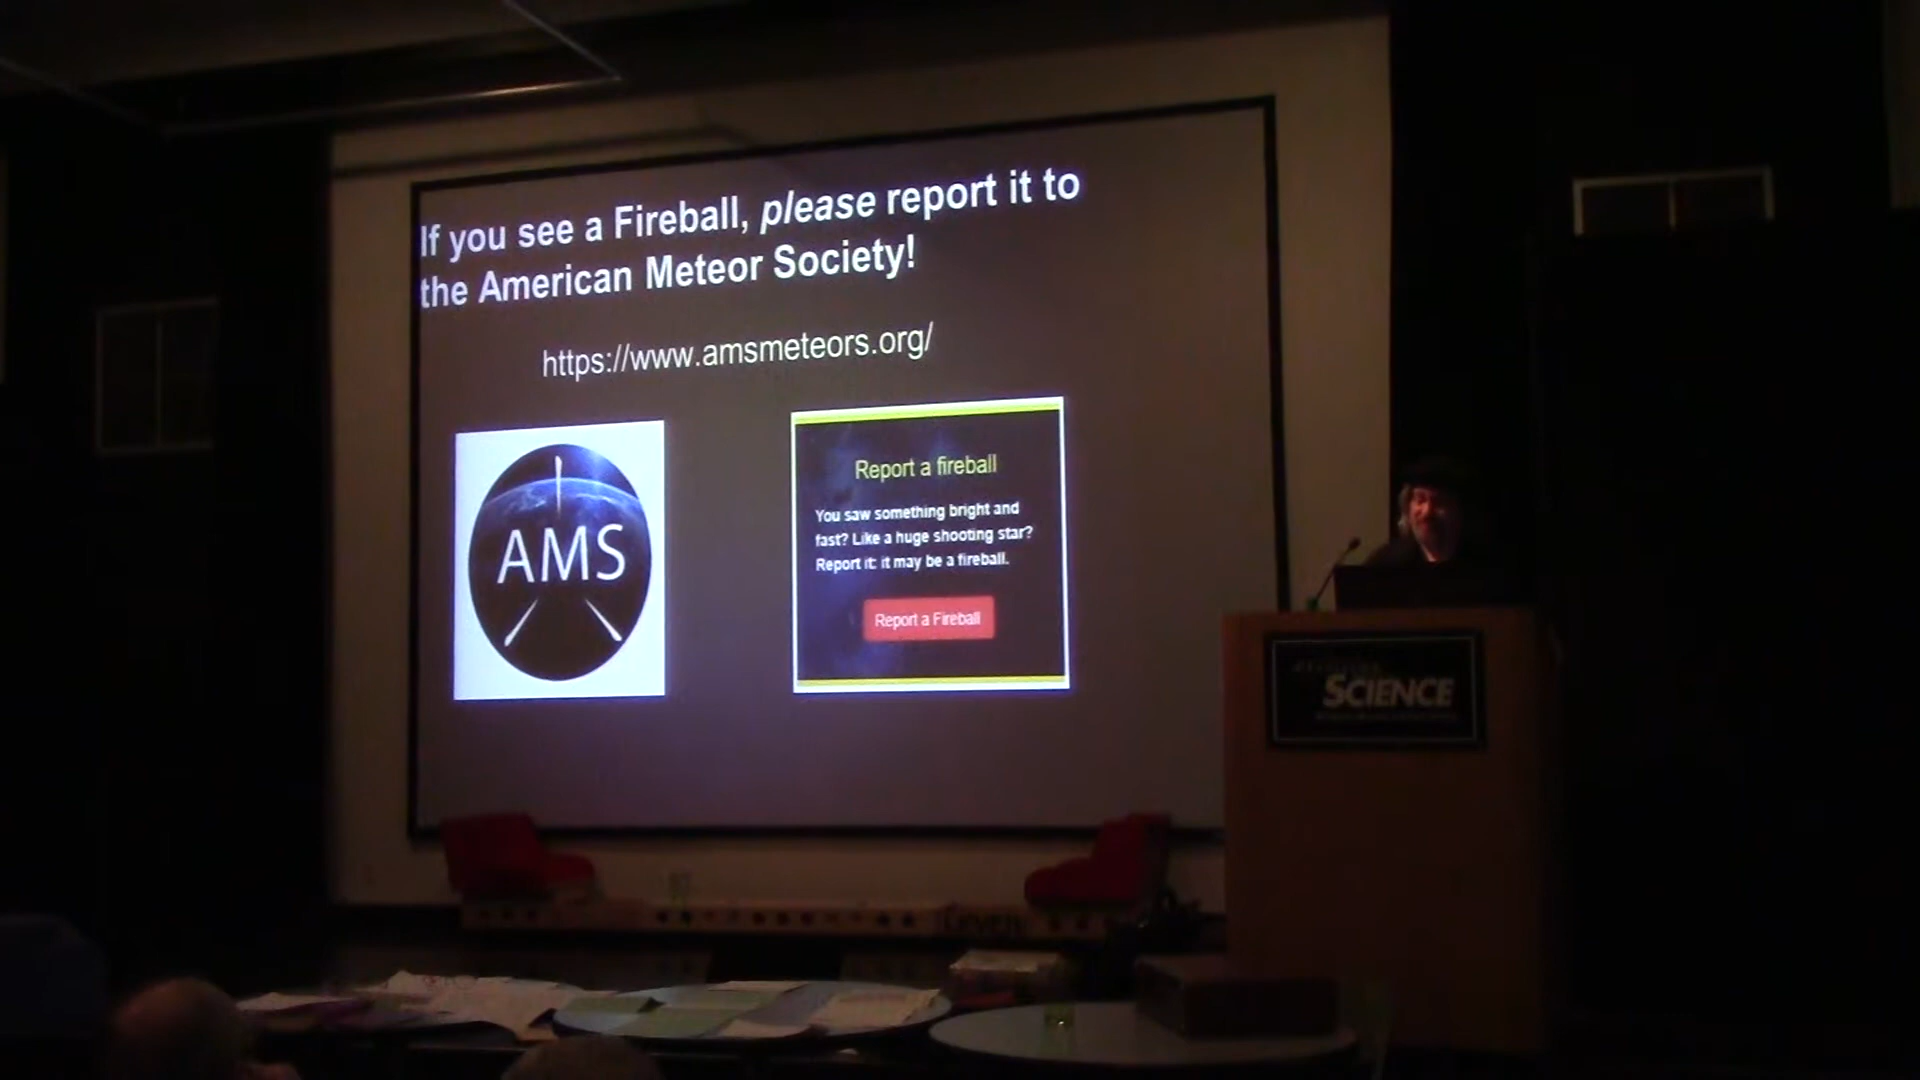 If you see a Fireball, please report it to
the American Meteor Society!
https://www.amsmeteors.org/
AMS
Report a fireball
You saw something bright and
fast? Like a huge shooting star?
Report it: it may be a fireball.
Report a Fireball
SCIENCE